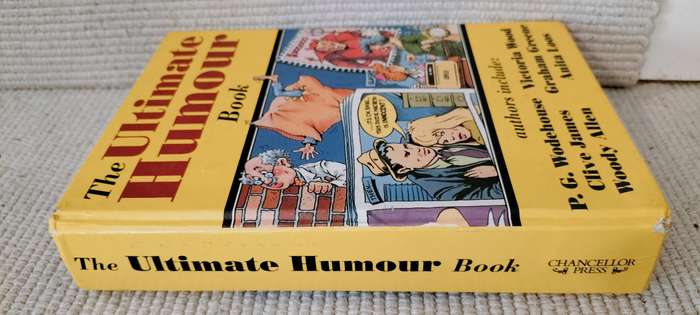 The Ultimate
Humour
Book
authors include:
P. G. Wodehouse Victoria Wood
Clive James Graham Greene
Woody Allen Anita Loos
The Ultimate Humour Book
CHANCELLOR
PRESS